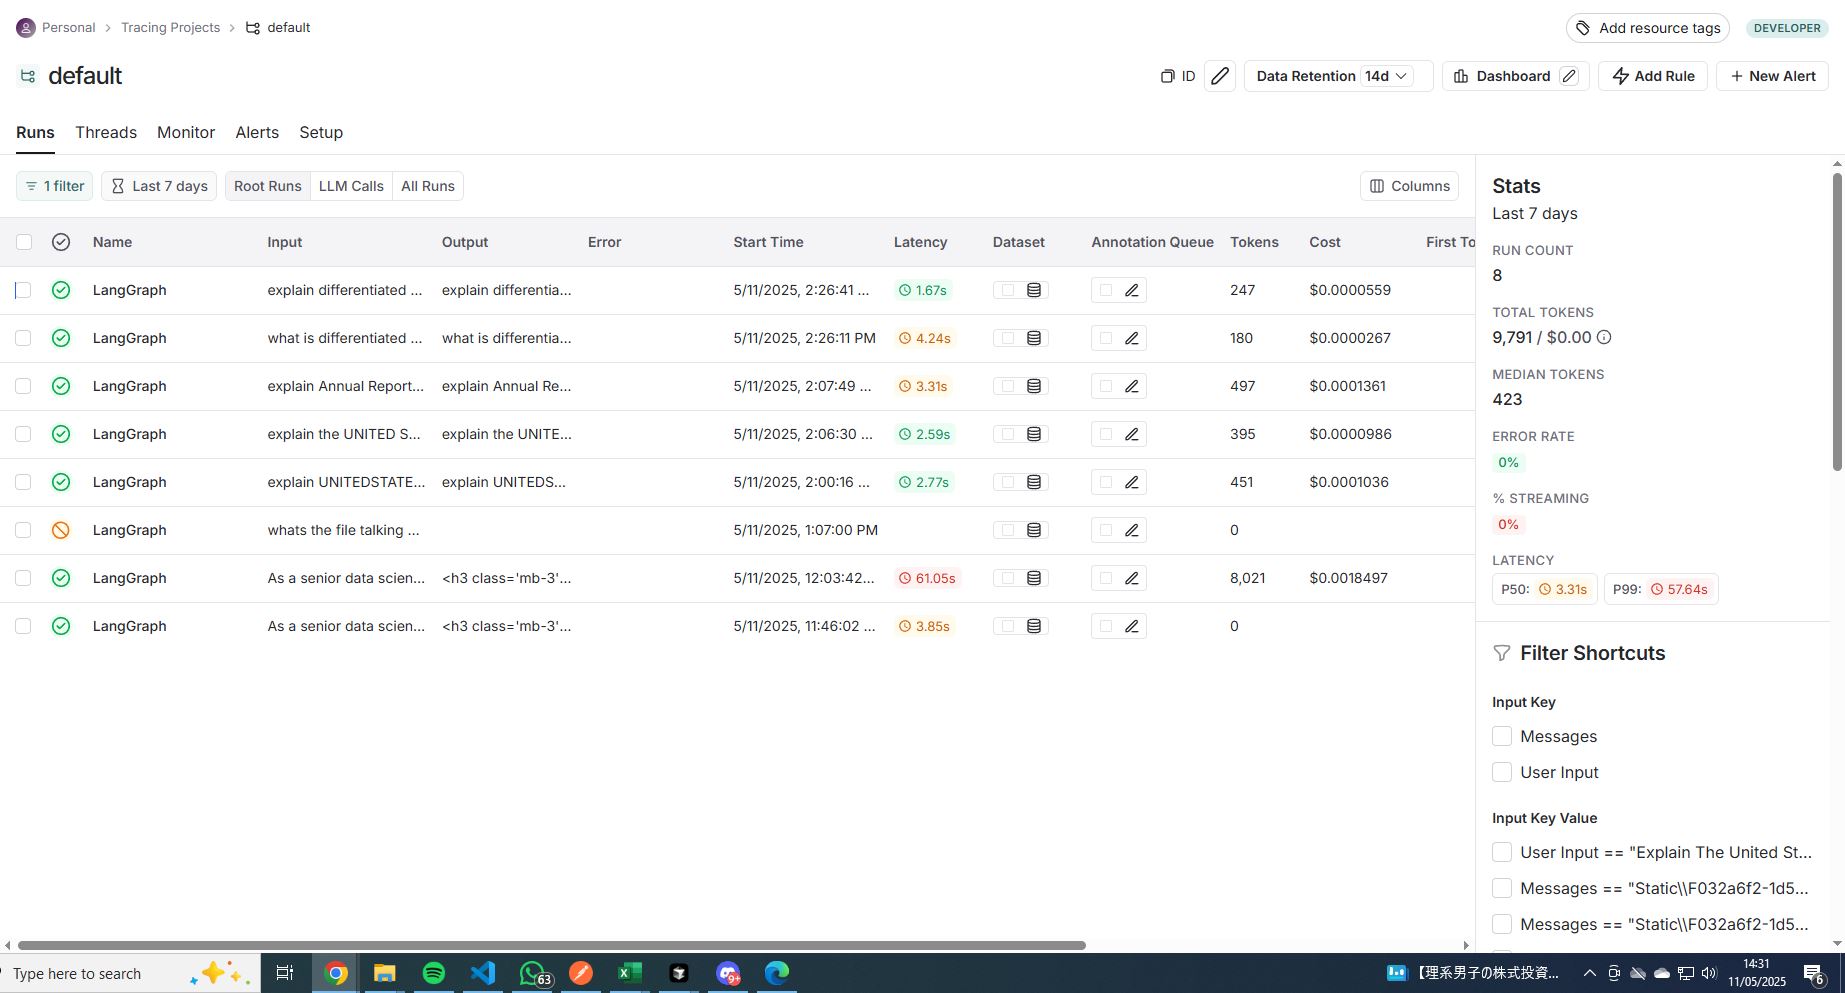 Personal > Tracing Projects > default
Add resource tags
DEVELOPER
default
ID
Data Retention 14d
Dashboard
Add Rule
+ New Alert
Runs Threads Monitor Alerts Setup
1 filter
Last 7 days
Root Runs LLM Calls All Runs
Columns
Name Input Output Error Start Time Latency Dataset Annotation Queue Tokens Cost First To
LangGraph explain differentiated ... explain differentia... 5/11/2025, 2:26:41 ... 1.67s 247 $0.0000559
LangGraph what is differentiated ... what is differentia... 5/11/2025, 2:26:11 PM 4.24s 180 $0.0000267
LangGraph explain Annual Report... explain Annual Re... 5/11/2025, 2:07:49 ... 3.31s 497 $0.0001361
LangGraph explain the UNITED S... explain the UNITE... 5/11/2025, 2:06:30 ... 2.59s 395 $0.0000986
LangGraph explain UNITEDSTATE... explain UNITEDS... 5/11/2025, 2:00:16 ... 2.77s 451 $0.0001036
LangGraph whats the file talking ... 5/11/2025, 1:07:00 PM 0
LangGraph As a senior data scien... <h3 class='mb-3'... 5/11/2025, 12:03:42... 61.05s 8,021 $0.0018497
LangGraph As a senior data scien... <h3 class='mb-3'... 5/11/2025, 11:46:02 ... 3.85s 0
Stats
Last 7 days
RUN COUNT
8
TOTAL TOKENS
9,791 / $0.00
MEDIAN TOKENS
423
ERROR RATE
0%
% STREAMING
0%
LATENCY
P50: 3.31s P99: 57.64s
Filter Shortcuts
Input Key
Messages
User Input
Input Key Value
User Input == "Explain The United St...
Messages == "Static\\F032a6f2-1d5...
Messages == "Static\\F032a6f2-1d5...
Type here to search
63
9+
【理系男子の株式投資...
14:31
11/05/2025
6